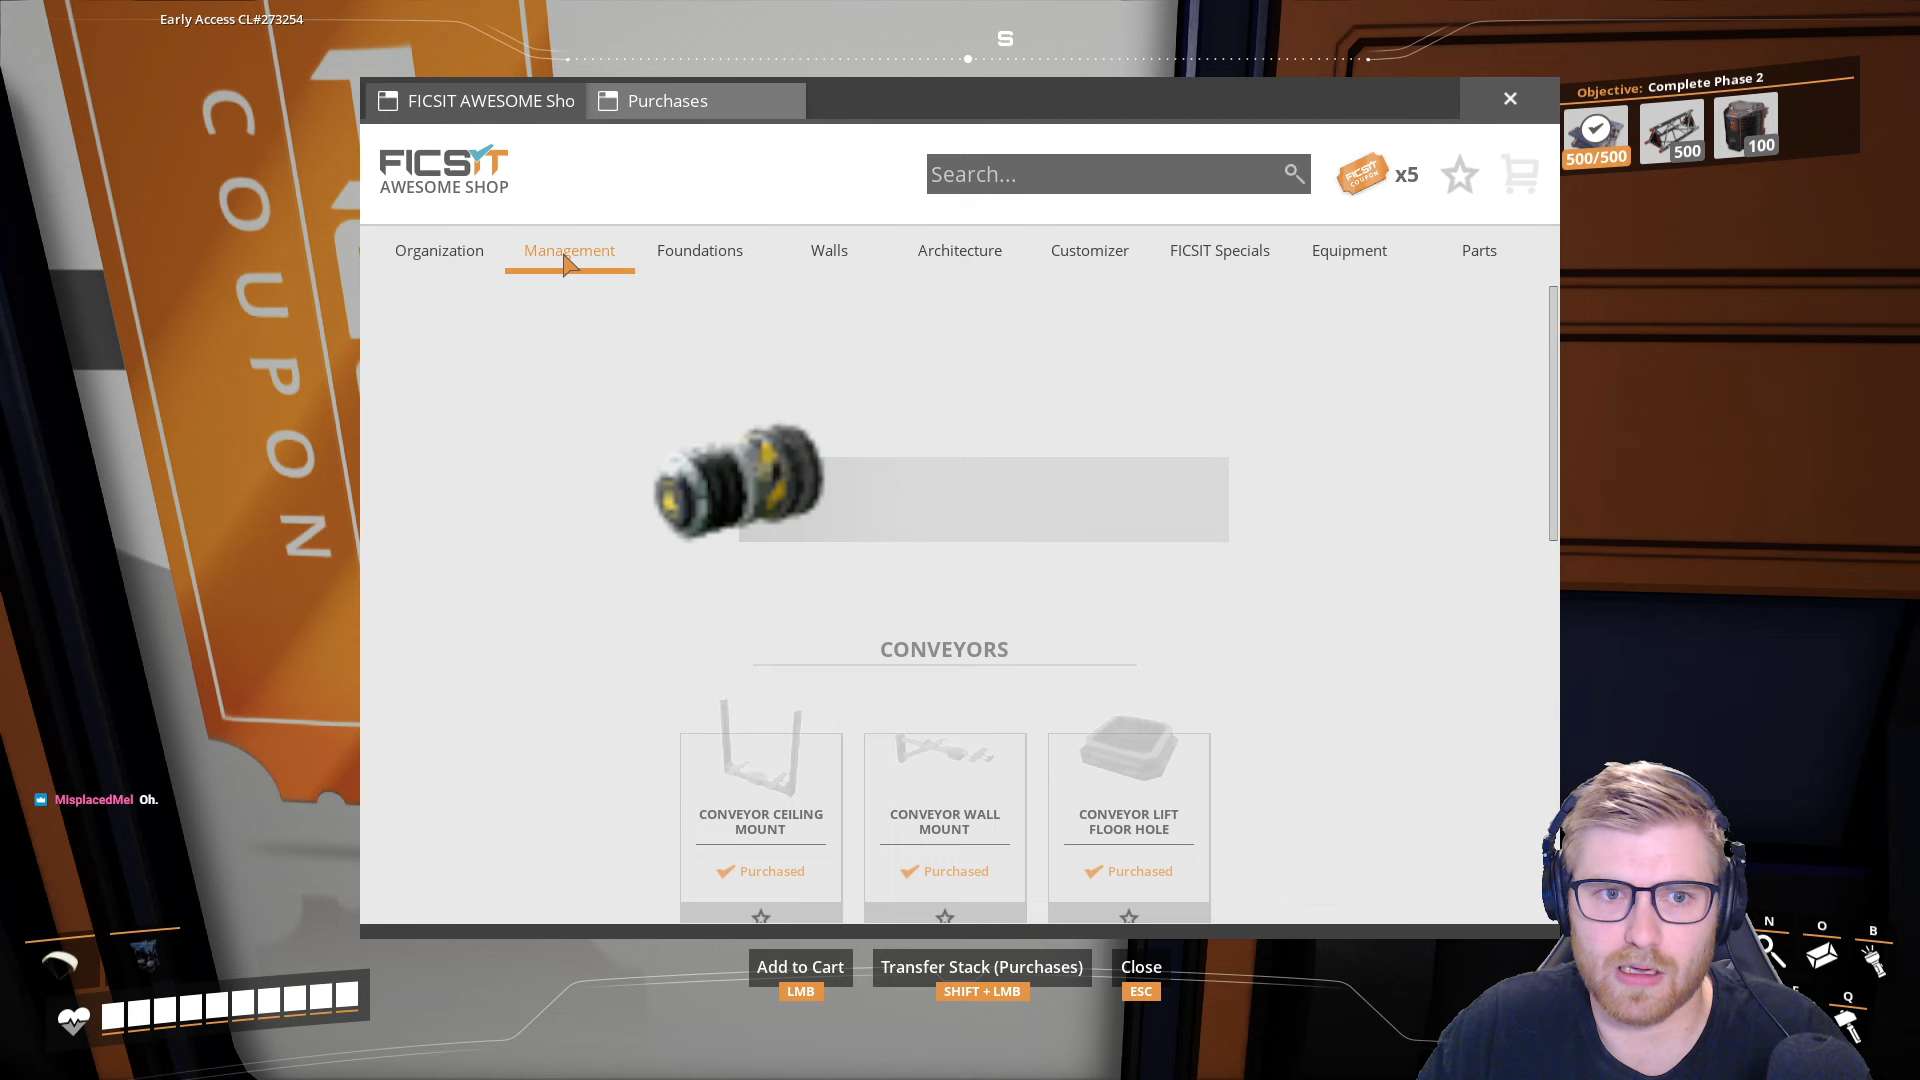 Early Access CL#273254
S
COUPON
FICSIT AWESOME Sho
Purchases
Objective: Complete Phase 2
500/500
500
100
FICSIT
AWESOME SHOP
Search...
FICSIT
COUPON
x5
Organization
Management
Foundations
Walls
Architecture
Customizer
FICSIT Specials
Equipment
Parts
CONVEYORS
CONVEYOR CEILING
MOUNT
Purchased
CONVEYOR WALL
MOUNT
Purchased
CONVEYOR LIFT
FLOOR HOLE
Purchased
MisplacedMel Oh.
Add to Cart
LMB
Transfer Stack (Purchases)
SHIFT + LMB
Close
ESC
N
O
B
Q